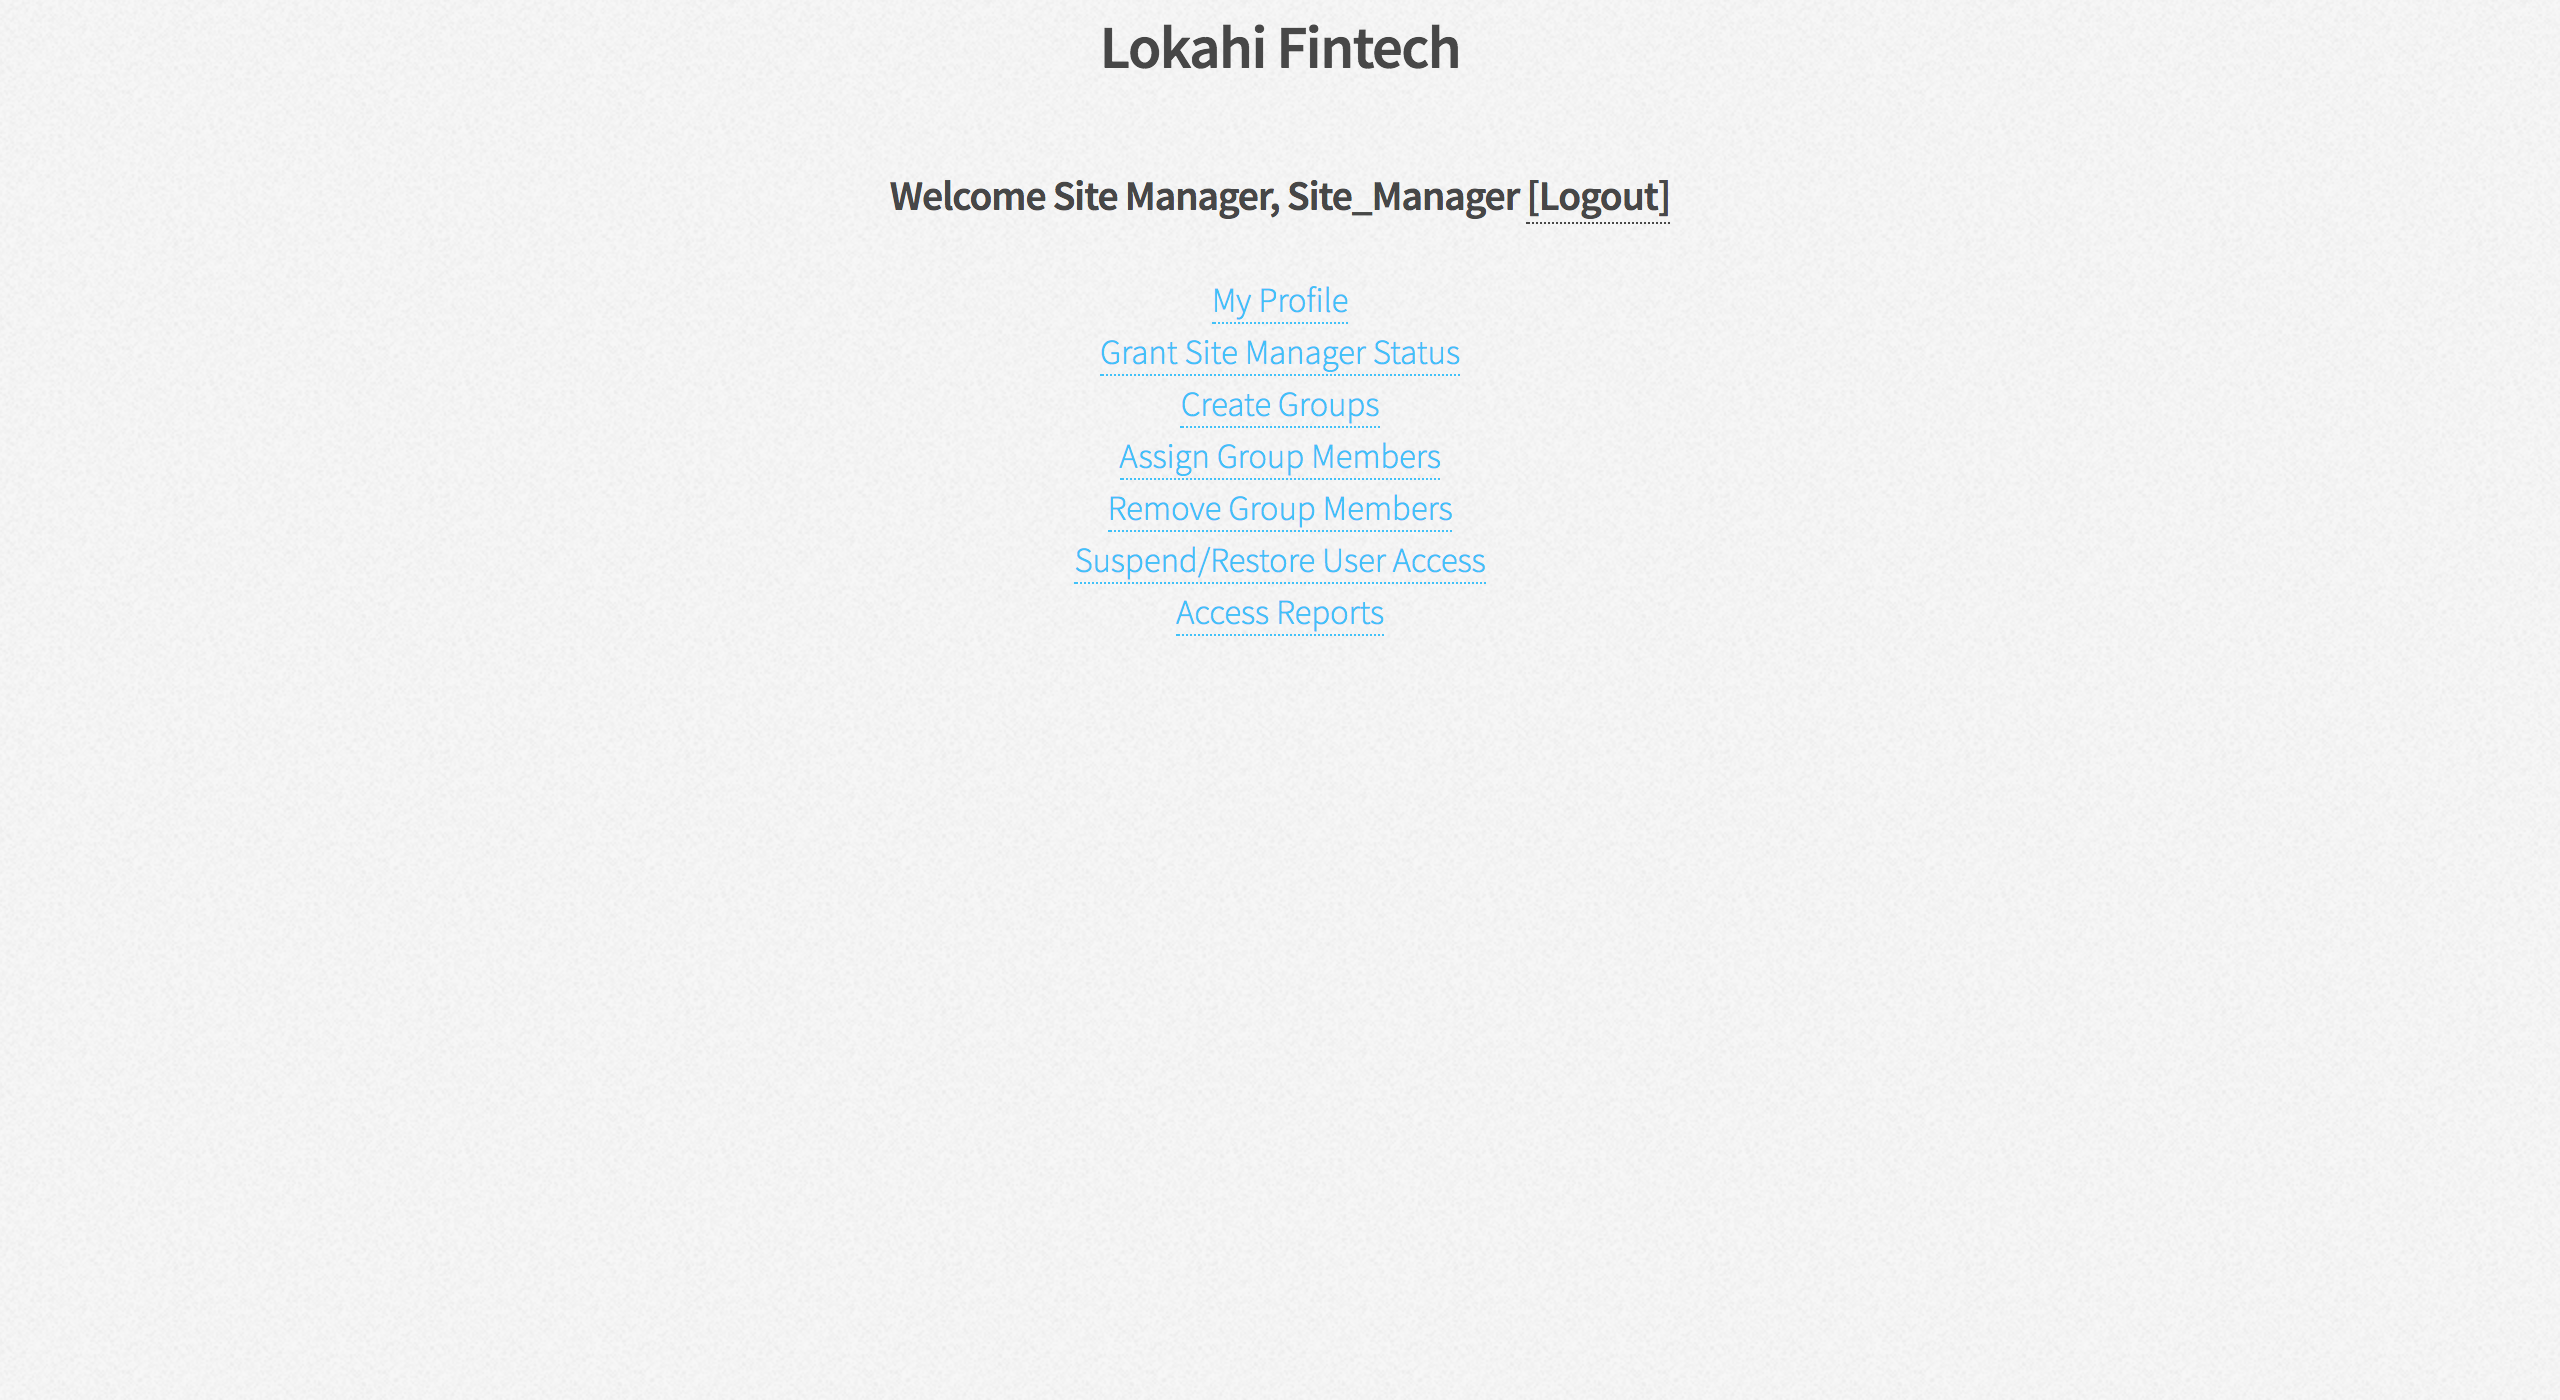 Lokahi Fintech
Welcome Site Manager, Site_Manager [Logout]
My Profile
Grant Site Manager Status
Create Groups
Assign Group Members
Remove Group Members
Suspend/Restore User Access
Access Reports